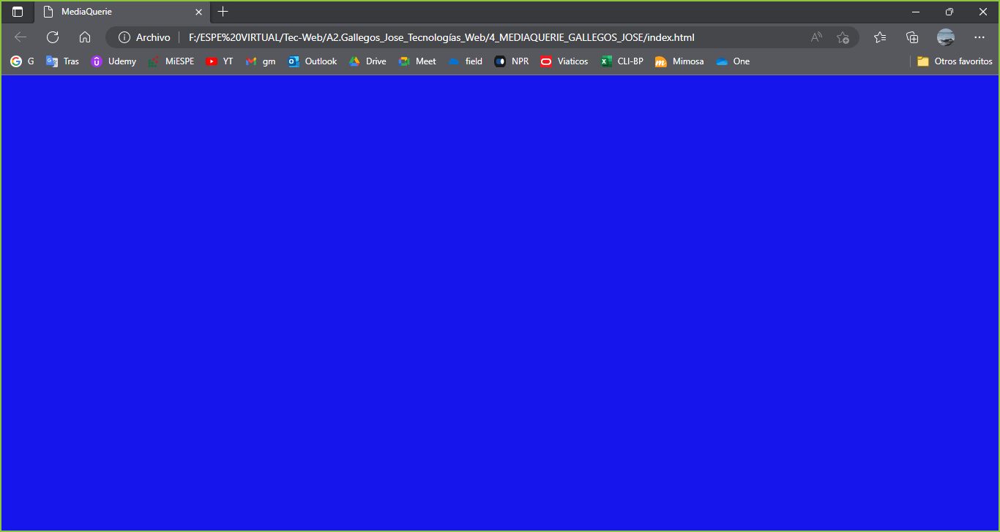 MediaQuerie
Archivo F:/ESPE%20VIRTUAL/Tec-Web/A2.Gallegos_Jose_Tecnologías_Web/4_MEDIAQUERIE_GALLEGOS_JOSE/index.html
G Tras Udemy MiESPE YT gm Outlook Drive Meet field NPR Viaticos CLI-BP Mimosa One Otros favoritos